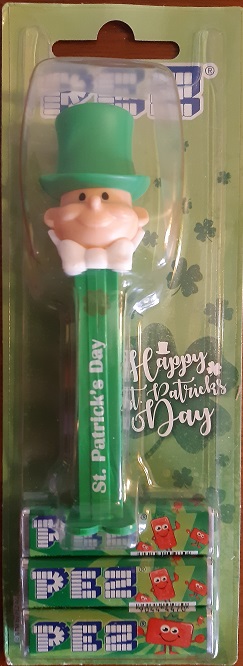 PEZ®
St. Patrick's Day
Happy
St. Patrick's
Day
PEZ
PEZ
PEZ